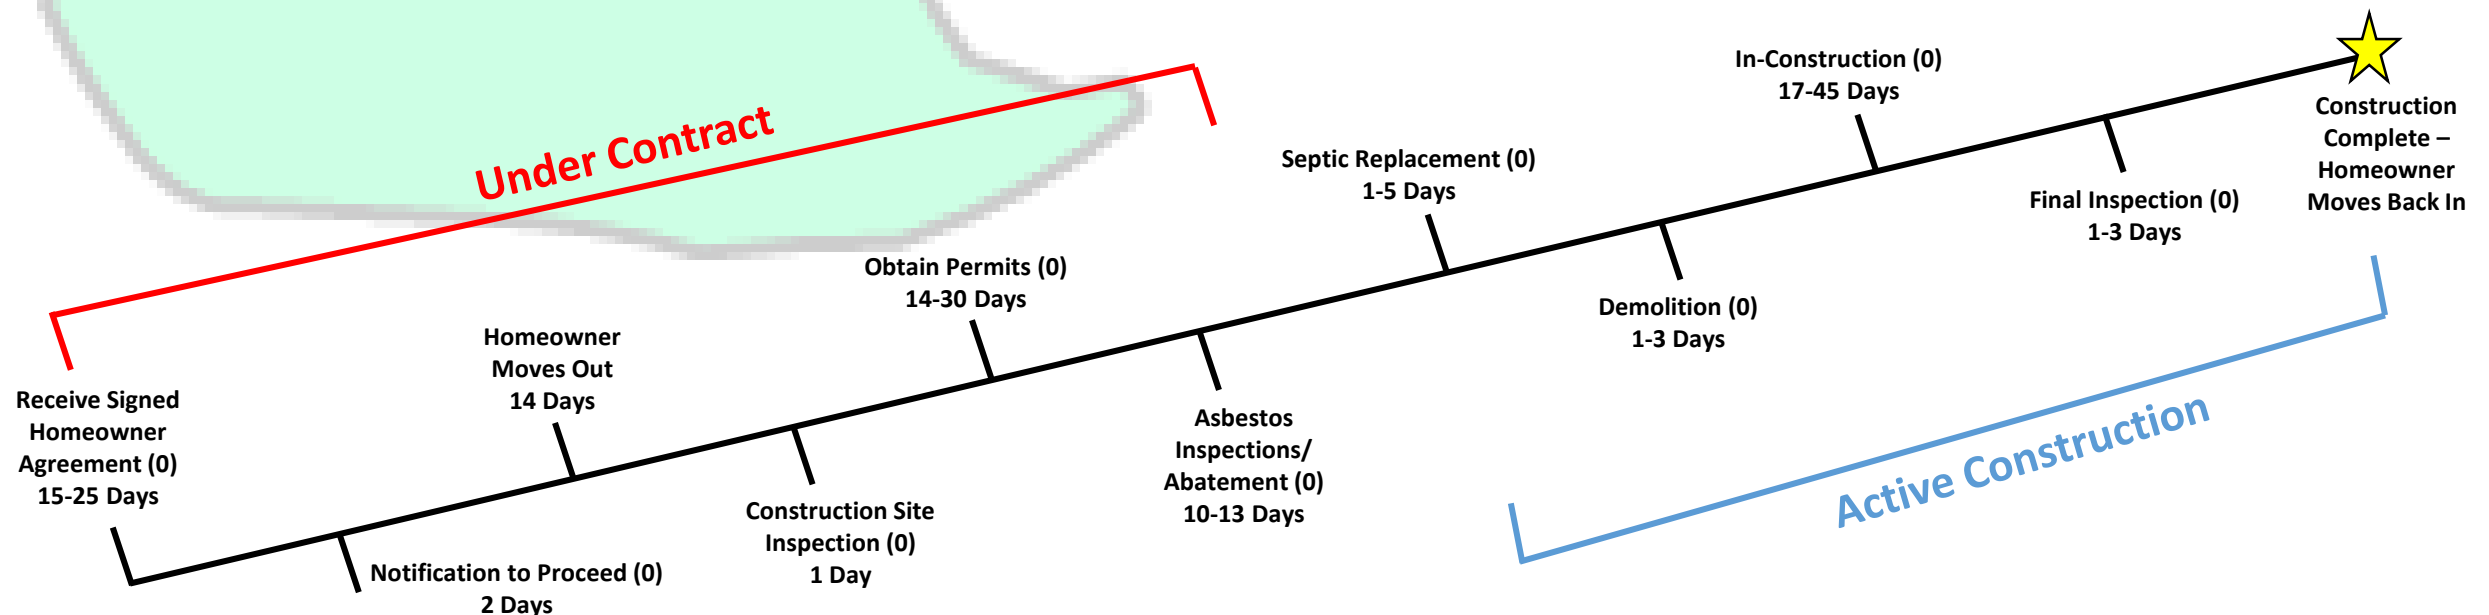 Under Contract
Receive Signed
Homeowner
Agreement (0)
15-25 Days
Notification to Proceed (0)
2 Days
Homeowner
Moves Out
14 Days
Construction Site
Inspection (0)
1 Day
Obtain Permits (0)
14-30 Days
Asbestos
Inspections/
Abatement (0)
10-13 Days
Septic Replacement (0)
1-5 Days
Demolition (0)
1-3 Days
In-Construction (0)
17-45 Days
Final Inspection (0)
1-3 Days
Construction
Complete –
Homeowner
Moves Back In
Active Construction